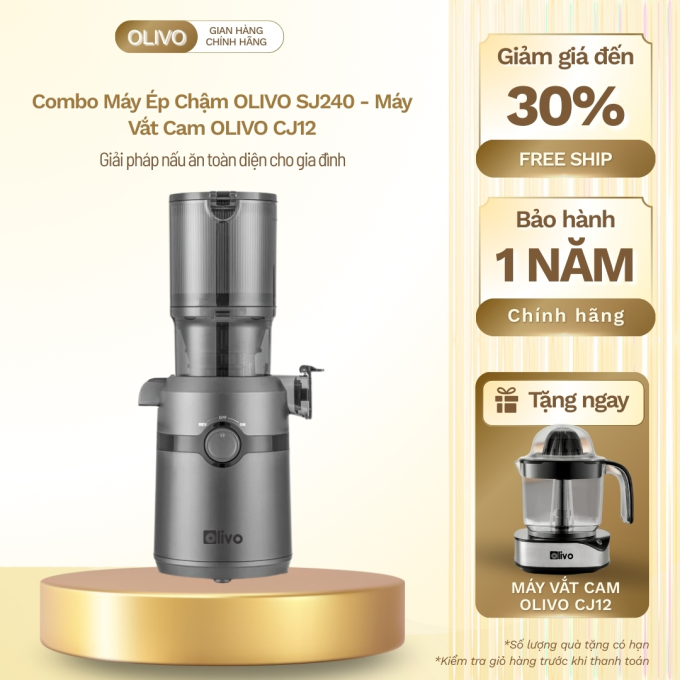 OLIVO
GIAN HÀNG
CHÍNH HÃNG
Combo Máy Ép Chậm OLIVO SJ240 - Máy
Vắt Cam OLIVO CJ12
Giải pháp nấu ăn toàn diện cho gia đình
REV OFF ON
Olivo
Giảm giá đến
30%
FREE SHIP
Bảo hành
1 NĂM
Chính hãng
Tặng ngay
Olivo
MÁY VẮT CAM
OLIVO CJ12
*Số lượng quà tặng có hạn
*Kiểm tra giỏ hàng trước khi thanh toán